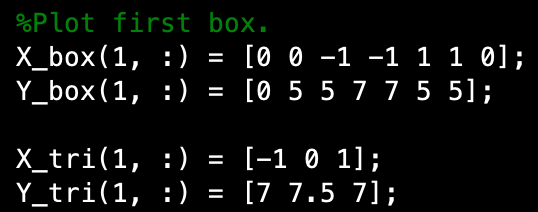 %Plot first box.
X_box(1, :) = [0 0 -1 -1 1 1 0];
Y_box(1, :) = [0 5 5 7 7 5 5];
X_tri(1, :) = [-1 0 1];
Y_tri(1, :) = [7 7.5 7];